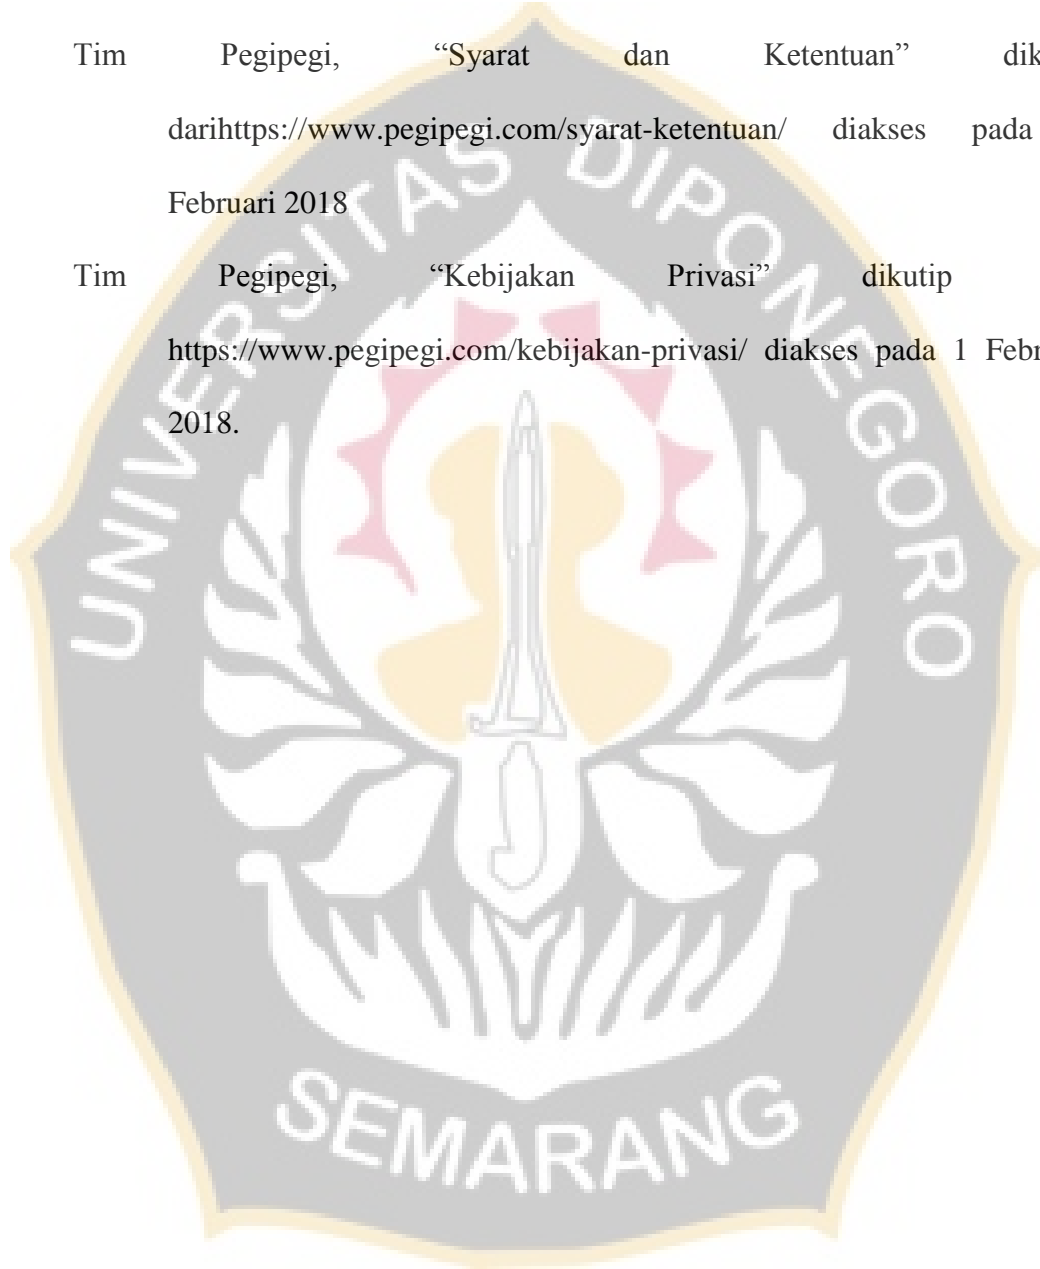 Tim Pegipegi, “Syarat dan Ketentuan” dik
darihttps://www.pegipegi.com/syarat-ketentuan/ diakses pada
Februari 2018
Tim Pegipegi, “Kebijakan Privasi” dikutip
https://www.pegipegi.com/kebijakan-privasi/ diakses pada 1 Febr
2018.
UNIVERSITAS DIPONEGORO
SEMARANG